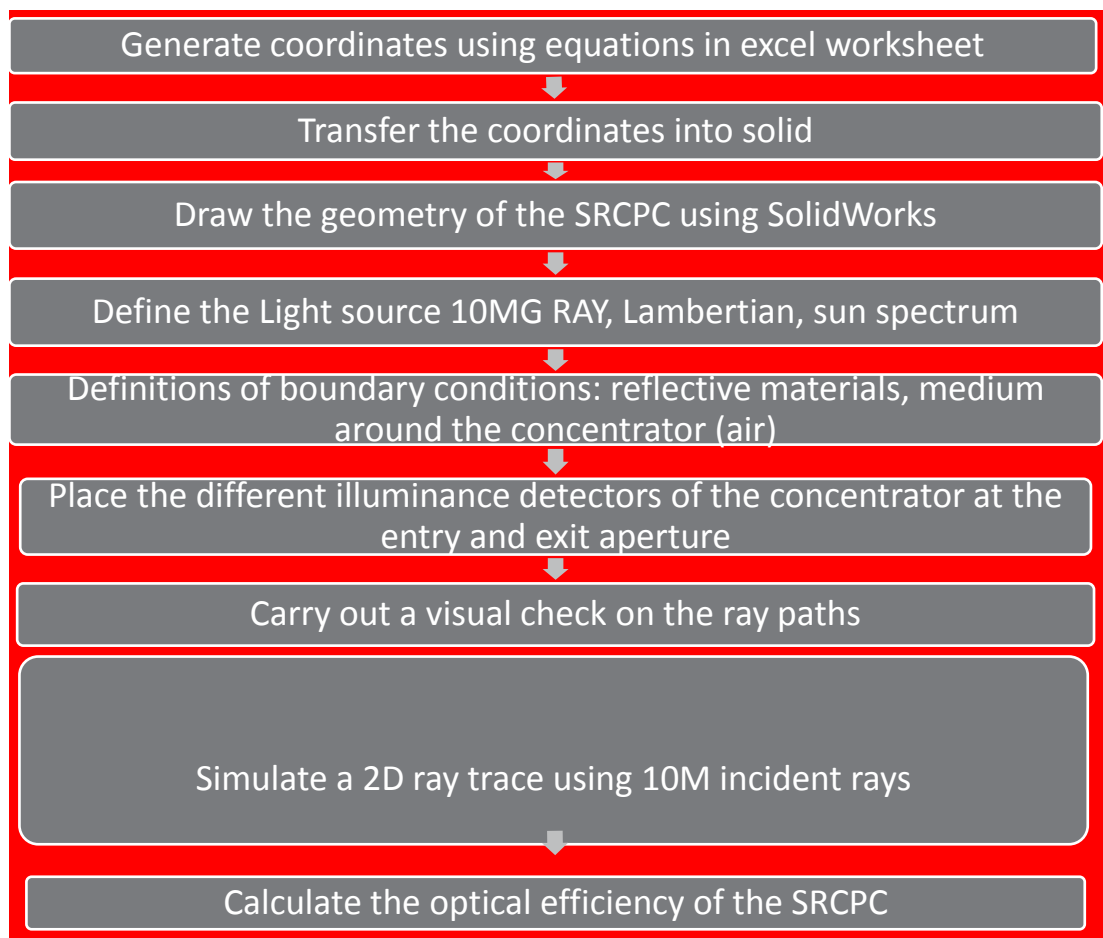 Generate coordinates using equations in excel worksheet
Transfer the coordinates into solid
Draw the geometry of the SRCPC using SolidWorks
Define the Light source 10MG RAY, Lambertian, sun spectrum
Definitions of boundary conditions: reflective materials, medium
around the concentrator (air)
Place the different illuminance detectors of the concentrator at the
entry and exit aperture
Carry out a visual check on the ray paths
Simulate a 2D ray trace using 10M incident rays
Calculate the optical efficiency of the SRCPC